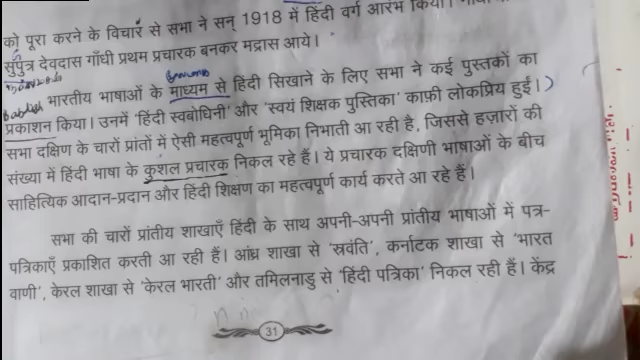 को पूरा करने के विचार से सभा ने सन् 1918 में हिंदी वर्ग आरंभ किया।
सुपुत्र देवदास गाँधी प्रथम प्रचारक बनकर मद्रास आये।
भारतीय भाषाओं के माध्यम से हिंदी सिखाने के लिए सभा ने कई पुस्तकों का
प्रकाशन किया। उनमें 'हिंदी स्वबोधिनी' और 'स्वयं शिक्षक पुस्तिका' काफ़ी लोकप्रिय हुईं।)
सभा दक्षिण के चारों प्रांतों में ऐसी महत्वपूर्ण भूमिका निभाती आ रही है, जिससे हज़ारों की
संख्या में हिंदी भाषा के कुशल प्रचारक निकल रहे हैं। ये प्रचारक दक्षिणी भाषाओं के बीच
साहित्यिक आदान-प्रदान और हिंदी शिक्षण का महत्वपूर्ण कार्य करते आ रहे हैं।
सभा की चारों प्रांतीय शाखाएँ हिंदी के साथ अपनी-अपनी प्रांतीय भाषाओं में पत्र-
पत्रिकाएँ प्रकाशित करती आ रही हैं। आंध्र शाखा से 'स्रवंति', कर्नाटक शाखा से 'भारत
वाणी', केरल शाखा से 'केरल भारती' और तमिलनाडु से 'हिंदी पत्रिका' निकल रही हैं। केंद्र
31